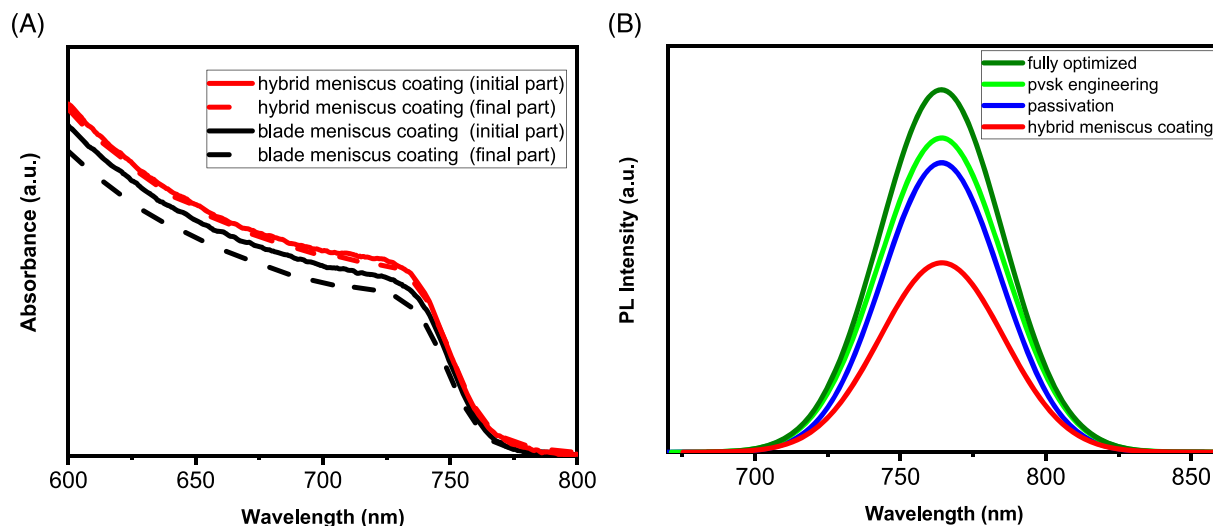 (A)
Absorbance (a.u.)
hybrid meniscus coating (initial part)
hybrid meniscus coating (final part)
blade meniscus coating (initial part)
blade meniscus coating (final part)
600
650
700
750
800
Wavelength (nm)
(B)
PL Intensity (a.u.)
fully optimized
pvsk engineering
passivation
hybrid meniscus coating
700
750
800
850
Wavelength (nm)